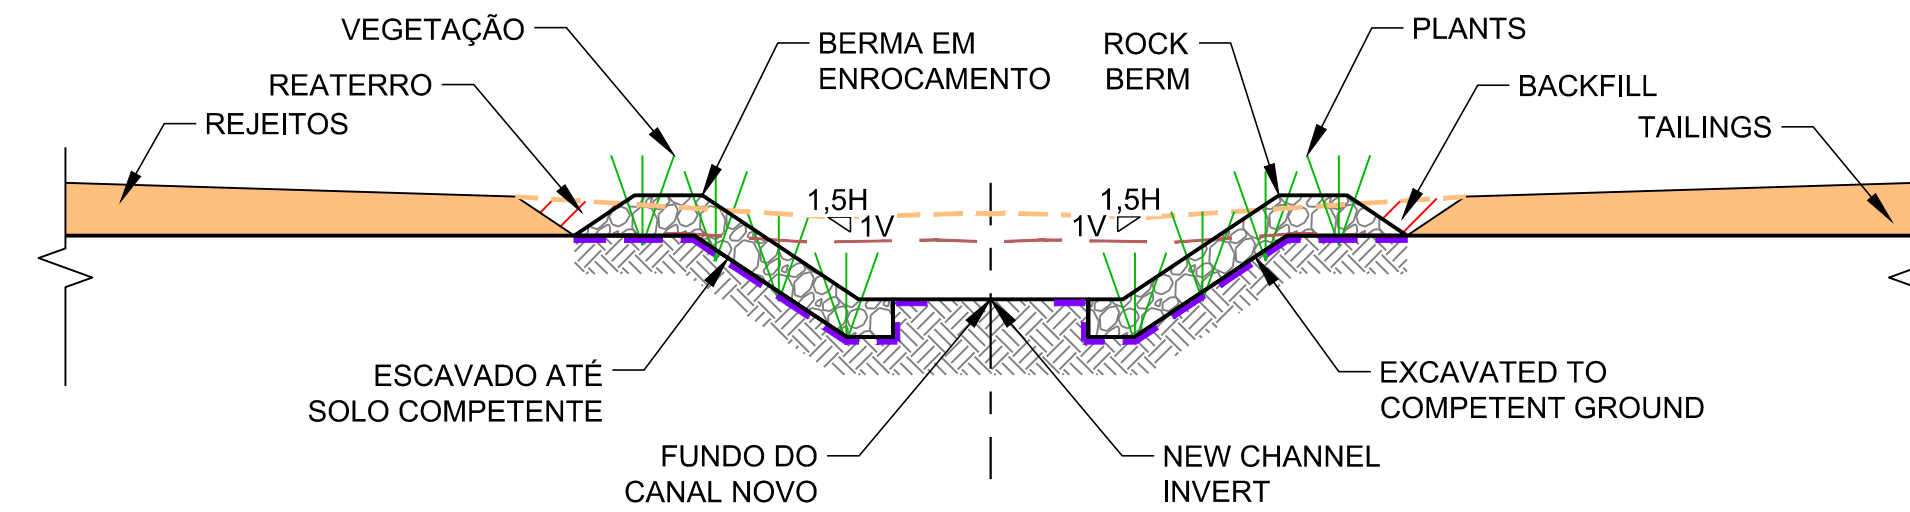 VEGETAÇÃO
REATERRO
REJEITOS
BERMA EM
ENROCAMENTO
ROCK
BERM
PLANTS
BACKFILL
TAILINGS
1,5H
1V
1,5H
1V
ESCAVADO ATÉ
SOLO COMPETENTE
FUNDO DO
CANAL NOVO
NEW CHANNEL
INVERT
EXCAVATED TO
COMPETENT GROUND